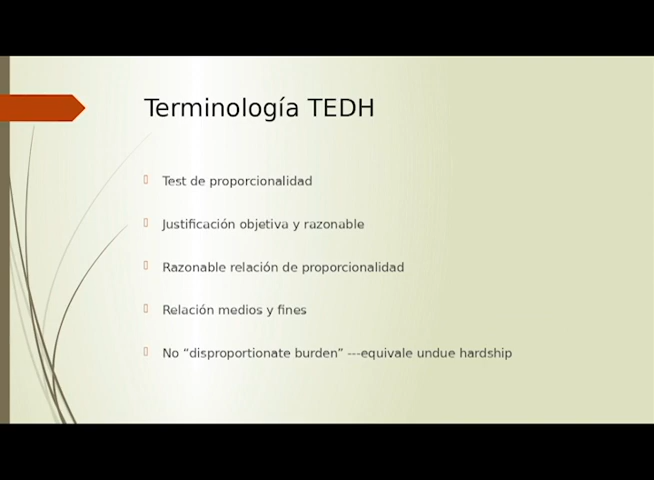 Terminología TEDH
Test de proporcionalidad
Justificación objetiva y razonable
Razonable relación de proporcionalidad
Relación medios y fines
No “disproportionate burden” ---equivale undue hardship